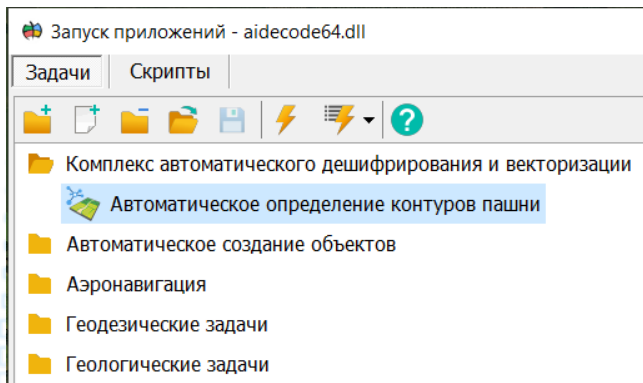 Запуск приложений - aidecode64.dll
Задачи Скрипты
Комплекс автоматического дешифрирования и векторизации
Автоматическое определение контуров пашни
Автоматическое создание объектов
Аэронавигация
Геодезические задачи
Геологические задачи